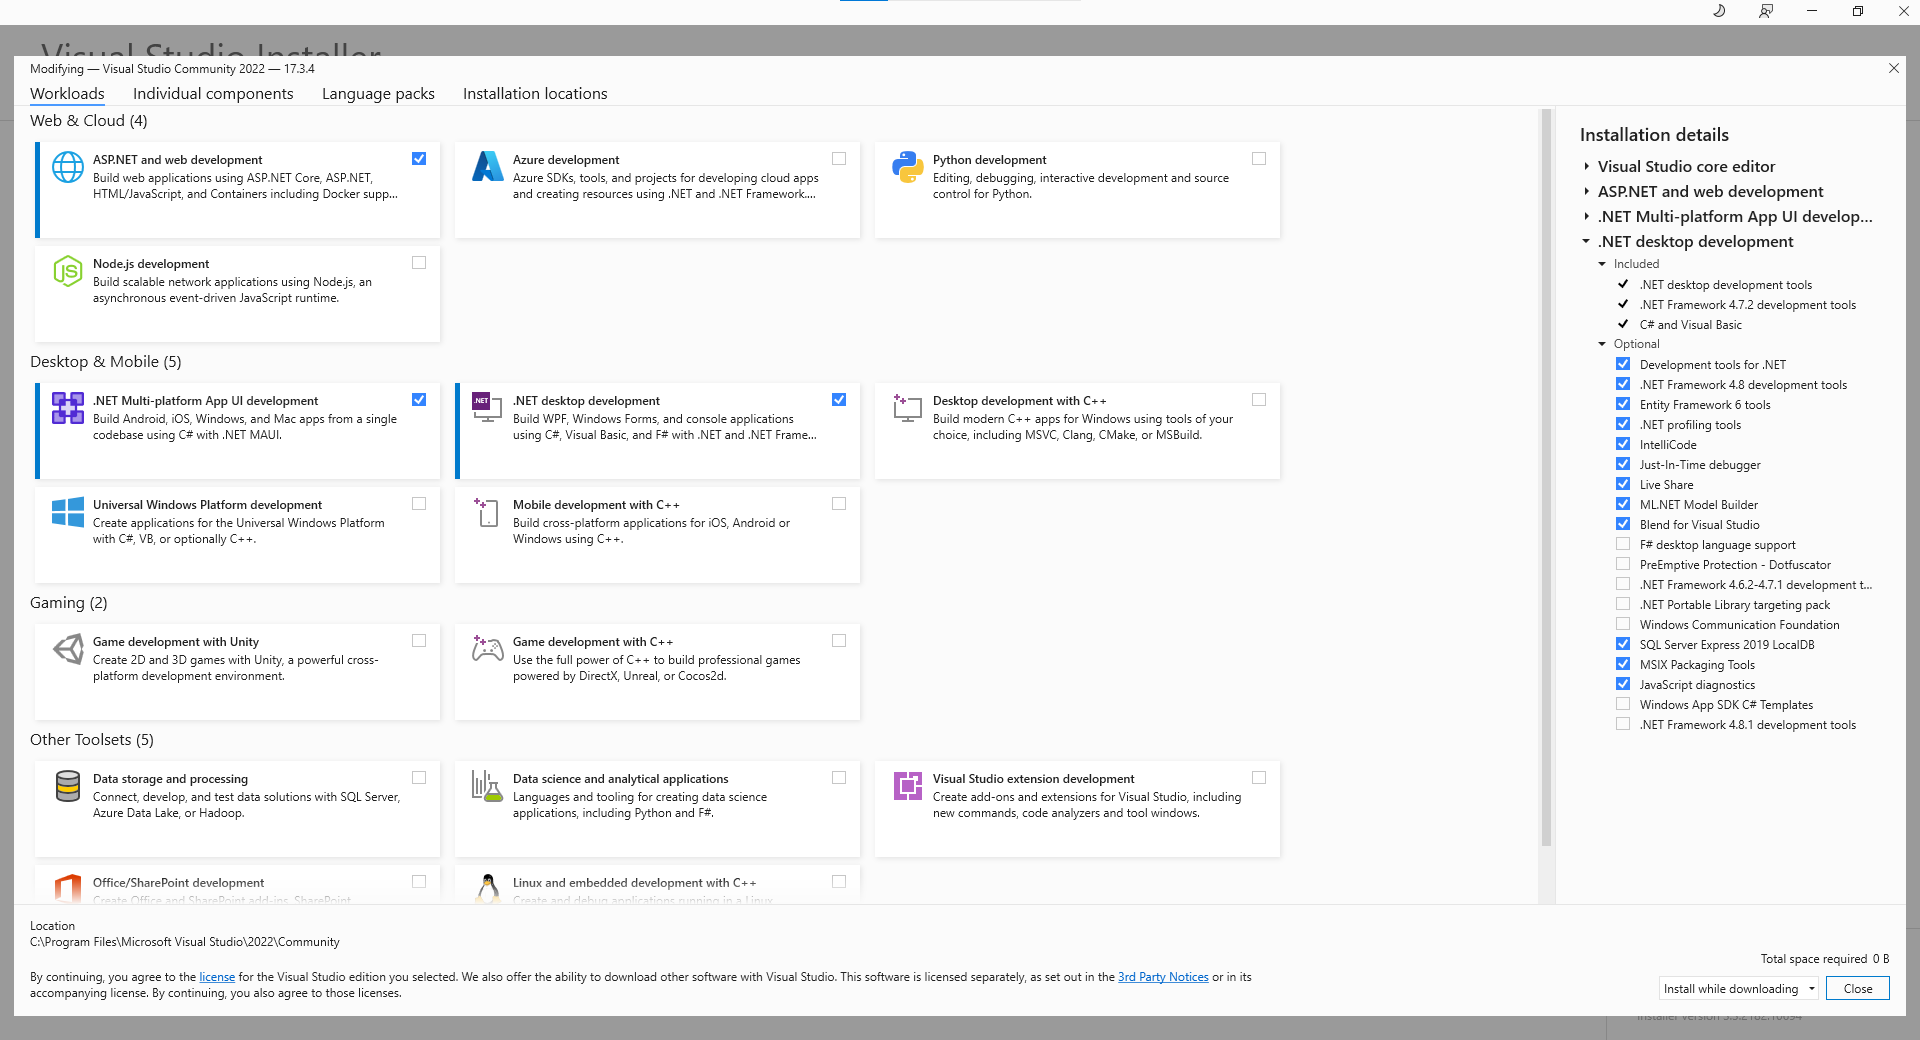 Visual Studio Installer
Modifying — Visual Studio Community 2022 — 17.3.4
Workloads
Individual components
Language packs
Installation locations
Web & Cloud (4)
ASP.NET and web development
Build web applications using ASP.NET Core, ASP.NET,
HTML/JavaScript, and Containers including Docker supp...
Azure development
Azure SDKs, tools, and projects for developing cloud apps
and creating resources using .NET and .NET Framework....
Python development
Editing, debugging, interactive development and source
control for Python.
JS
Node.js development
Build scalable network applications using Node.js, an
asynchronous event-driven JavaScript runtime.
Desktop & Mobile (5)
.NET Multi-platform App UI development
Build Android, iOS, Windows, and Mac apps from a single
codebase using C# with .NET MAUI.
.NET
.NET desktop development
Build WPF, Windows Forms, and console applications
using C#, Visual Basic, and F# with .NET and .NET Frame...
Desktop development with C++
Build modern C++ apps for Windows using tools of your
choice, including MSVC, Clang, CMake, or MSBuild.
Universal Windows Platform development
Create applications for the Universal Windows Platform
with C#, VB, or optionally C++.
Mobile development with C++
Build cross-platform applications for iOS, Android or
Windows using C++.
Gaming (2)
Game development with Unity
Create 2D and 3D games with Unity, a powerful cross-
platform development environment.
Game development with C++
Use the full power of C++ to build professional games
powered by DirectX, Unreal, or Cocos2d.
Other Toolsets (5)
Data storage and processing
Connect, develop, and test data solutions with SQL Server,
Azure Data Lake, or Hadoop.
Data science and analytical applications
Languages and tooling for creating data science
applications, including Python and F#.
Visual Studio extension development
Create add-ons and extensions for Visual Studio, including
new commands, code analyzers and tool windows.
Office/SharePoint development
Create Office and SharePoint add-ins, SharePoint
Linux and embedded development with C++
Create and debug applications running in a Linux
Installation details
Visual Studio core editor
ASP.NET and web development
.NET Multi-platform App UI develop...
.NET desktop development
Included
.NET desktop development tools
.NET Framework 4.7.2 development tools
C# and Visual Basic
Optional
Development tools for .NET
.NET Framework 4.8 development tools
Entity Framework 6 tools
.NET profiling tools
IntelliCode
Just-In-Time debugger
Live Share
ML.NET Model Builder
Blend for Visual Studio
F# desktop language support
PreEmptive Protection - Dotfuscator
.NET Framework 4.6.2-4.7.1 development t...
.NET Portable Library targeting pack
Windows Communication Foundation
SQL Server Express 2019 LocalDB
MSIX Packaging Tools
JavaScript diagnostics
Windows App SDK C# Templates
.NET Framework 4.8.1 development tools
Location
C:\Program Files\Microsoft Visual Studio\2022\Community
By continuing, you agree to the license for the Visual Studio edition you selected. We also offer the ability to download other software with Visual Studio. This software is licensed separately, as set out in the 3rd Party Notices or in its
accompanying license. By continuing, you also agree to those licenses.
Total space required 0 B
Install while downloading
Close
Installer version